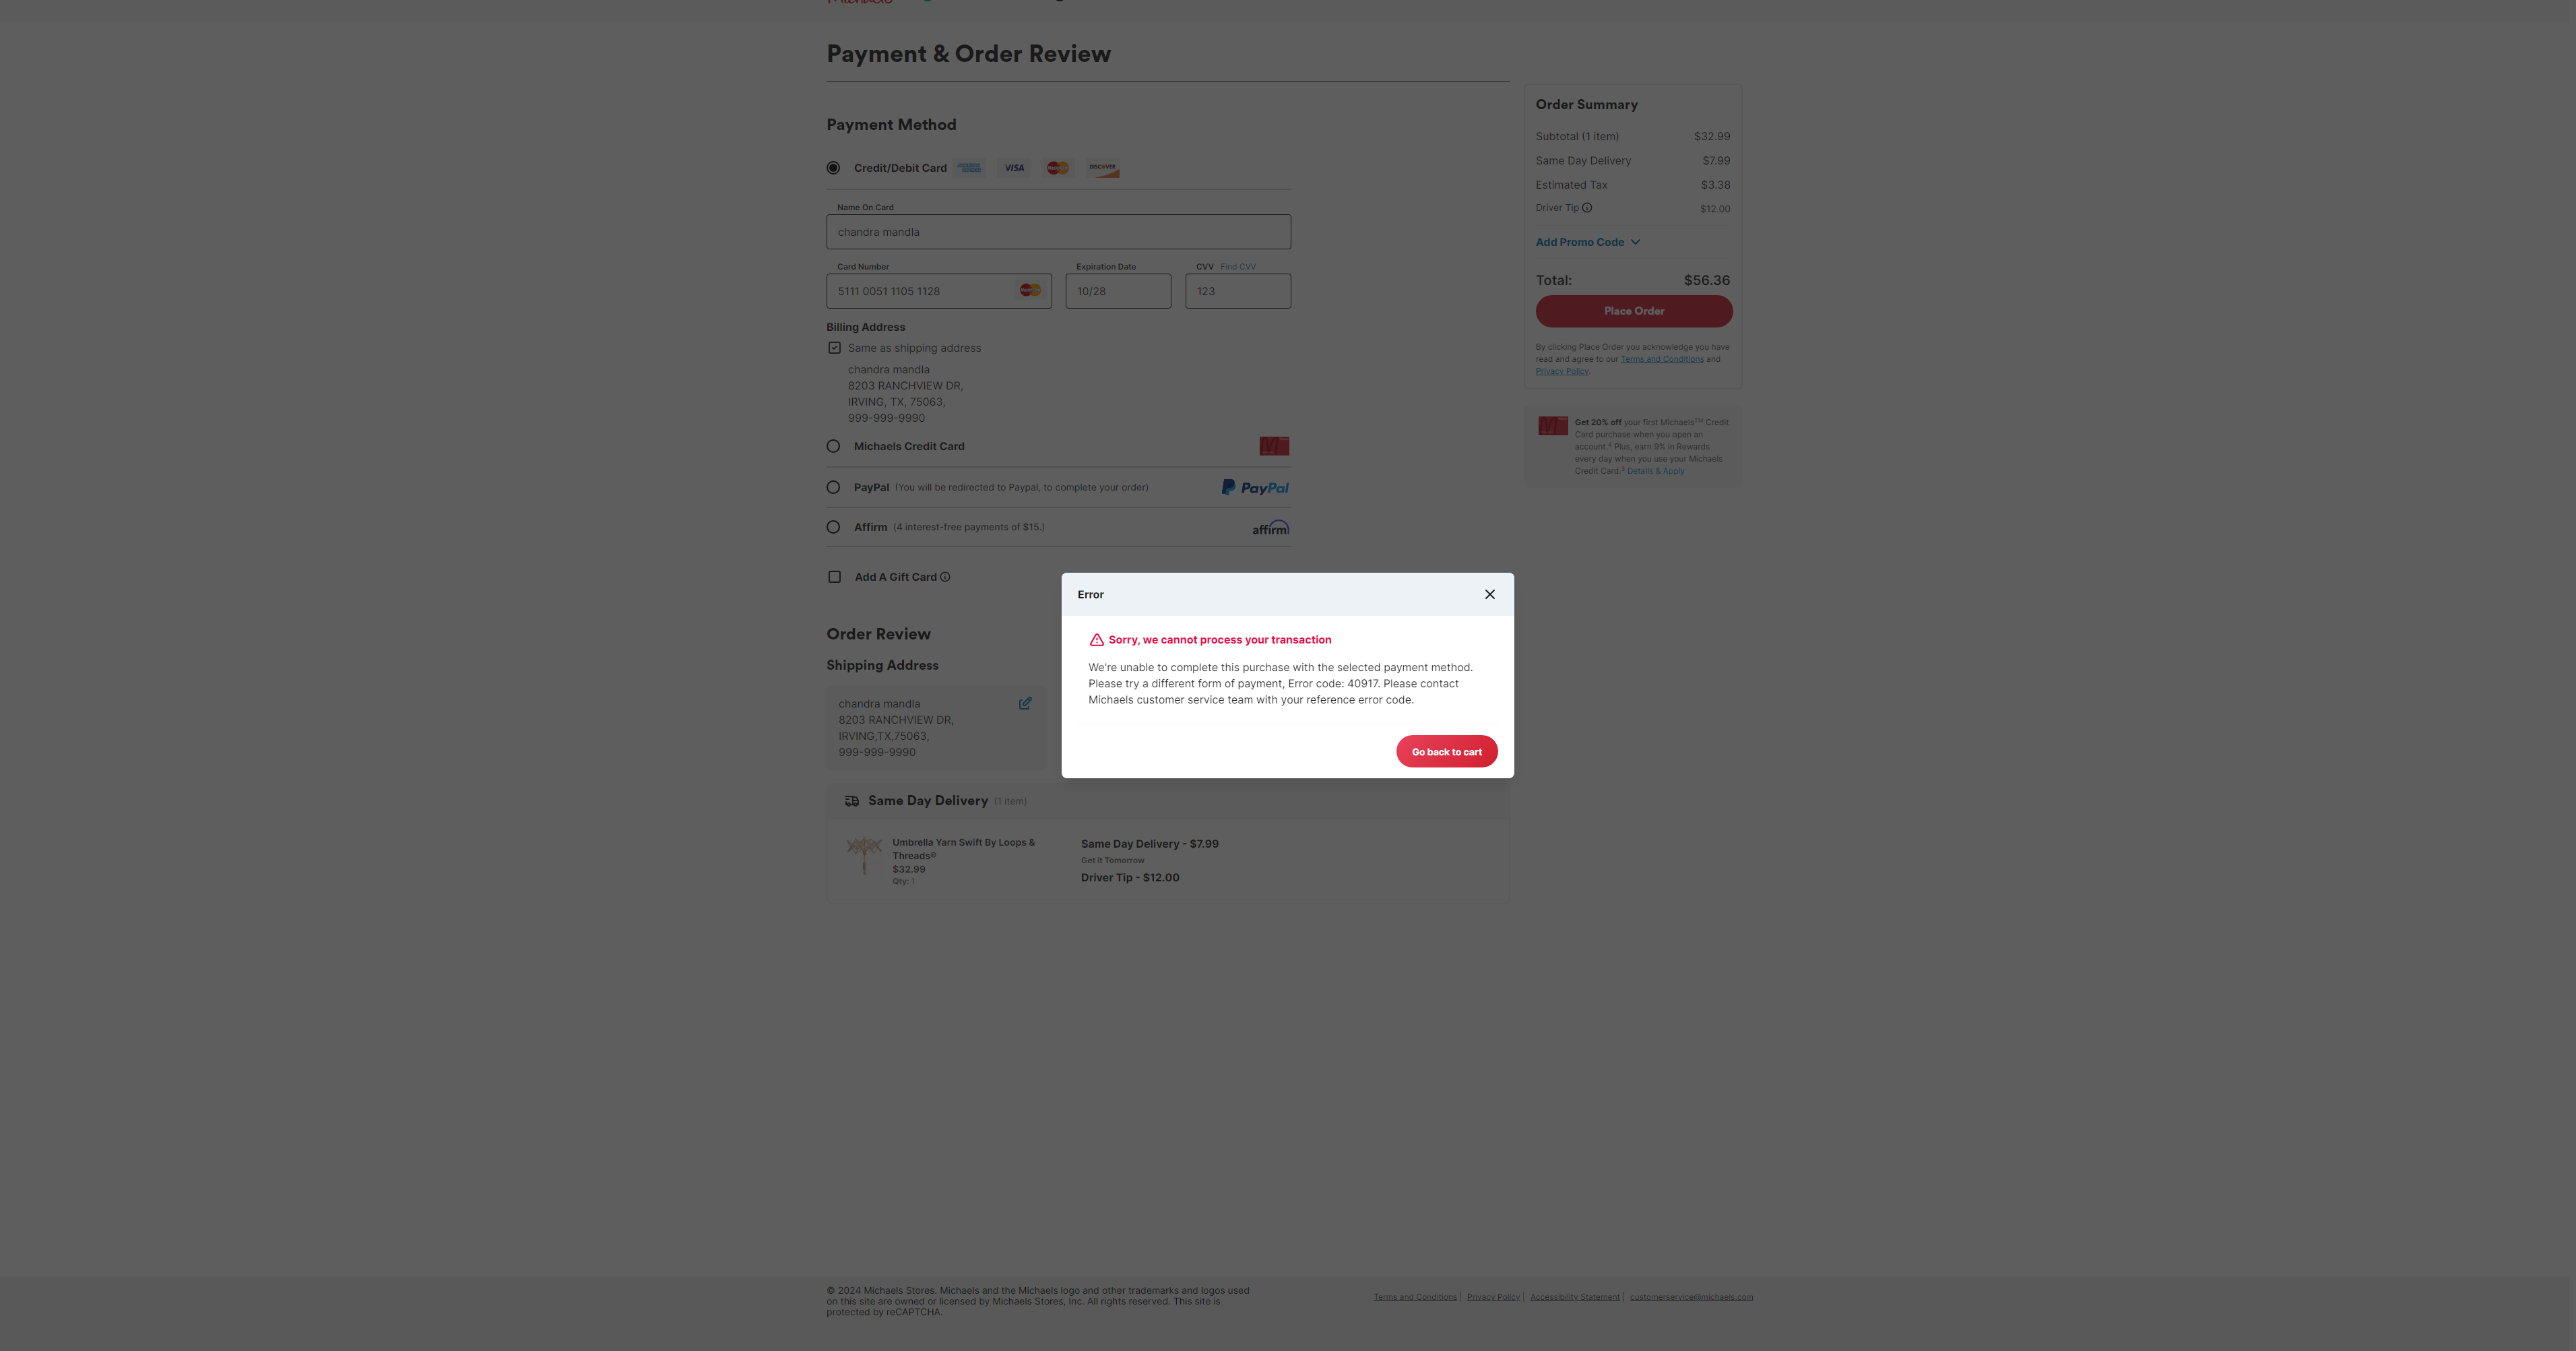 Payment & Order Review
Payment Method
Credit/Debit Card
VISA
DISCOVER
Name On Card
chandra mandla
Card Number
Expiration Date
CVV Find CVV
5111 0051 1105 1128
10/28
123
Billing Address
Same as shipping address
chandra mandla
8203 RANCHVIEW DR,
IRVING, TX, 75063,
999-999-9990
Michaels Credit Card
PayPal (You will be redirected to Paypal, to complete your order)
PayPal
Affirm (4 interest-free payments of $15.)
affirm
Add A Gift Card
Order Review
Shipping Address
chandra mandla
8203 RANCHVIEW DR,
IRVING,TX,75063,
999-999-9990
Same Day Delivery (1 item)
Umbrella Yarn Swift By Loops &
Threads®
$32.99
Qty: 1
Same Day Delivery - $7.99
Get it Tomorrow
Driver Tip - $12.00
Order Summary
Subtotal (1 item) $32.99
Same Day Delivery $7.99
Estimated Tax $3.38
Driver Tip $12.00
Add Promo Code
Total: $56.36
Place Order
By clicking Place Order you acknowledge you have
read and agree to our Terms and Conditions and
Privacy Policy.
Get 20% off your first Michaels™ Credit
Card purchase when you open an
account.⁴ Plus, earn 9% in Rewards
every day when you use your Michaels
Credit Card.³ Details & Apply
Error
Sorry, we cannot process your transaction
We're unable to complete this purchase with the selected payment method.
Please try a different form of payment, Error code: 40917. Please contact
Michaels customer service team with your reference error code.
Go back to cart
© 2024 Michaels Stores. Michaels and the Michaels logo and other trademarks and logos used
on this site are owned or licensed by Michaels Stores, Inc. All rights reserved. This site is
protected by reCAPTCHA.
Terms and Conditions | Privacy Policy | Accessibility Statement | customerservice@michaels.com